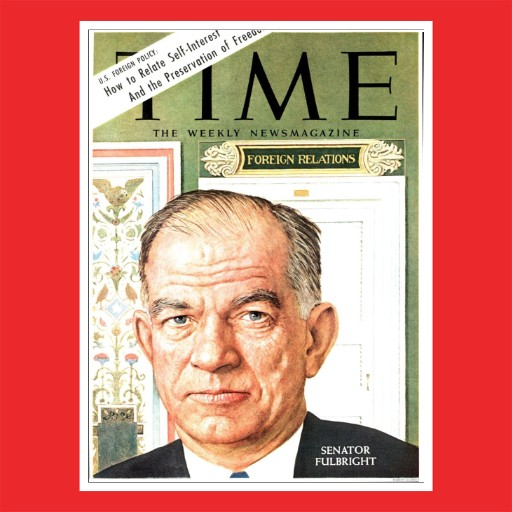 U.S. FOREIGN POLICY:
How to Relate Self-Interest
And the Preservation of Freedom
TIME
THE WEEKLY NEWSMAGAZINE
FOREIGN RELATIONS
SENATOR
FULBRIGHT